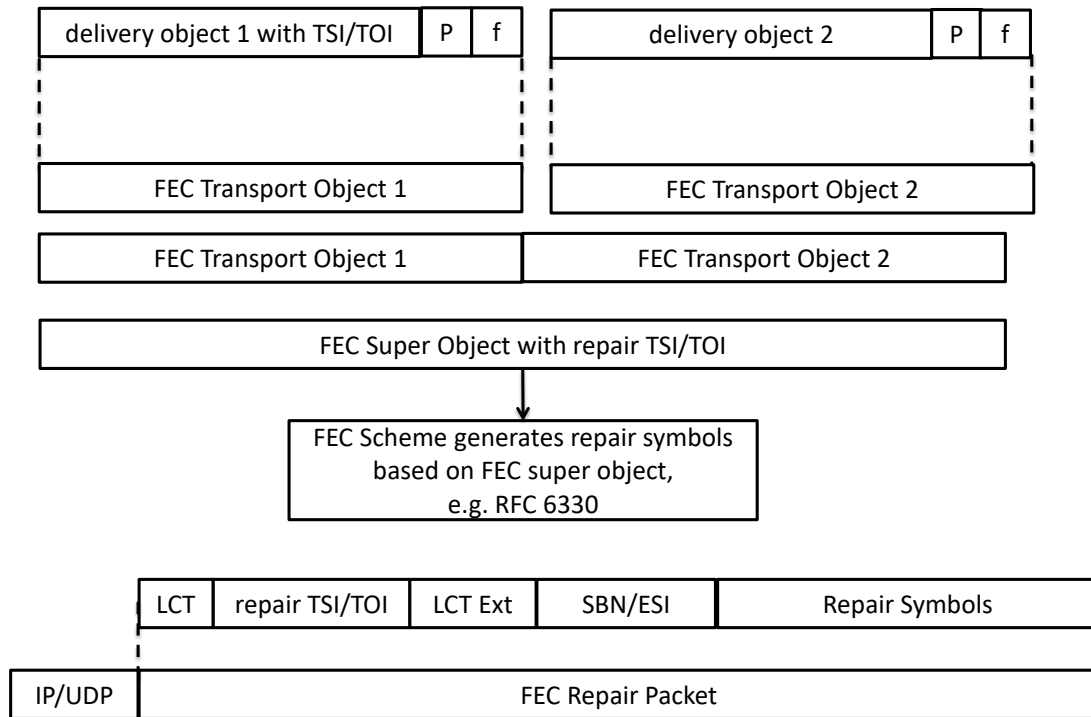 delivery object 1 with TSI/TOI P f delivery object 2 P f
FEC Transport Object 1 FEC Transport Object 2
FEC Transport Object 1 FEC Transport Object 2
FEC Super Object with repair TSI/TOI
FEC Scheme generates repair symbols
based on FEC super object,
e.g. RFC 6330
LCT repair TSI/TOI LCT Ext SBN/ESI Repair Symbols
IP/UDP FEC Repair Packet